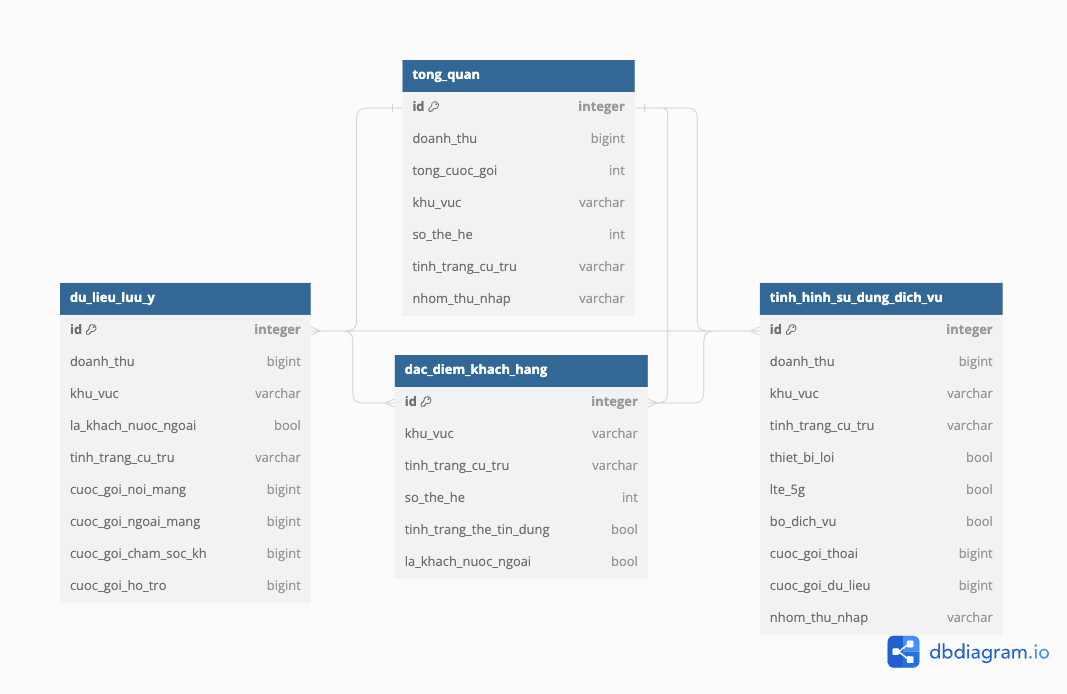 tong_quan
id integer
doanh_thu bigint
tong_cuoc_goi int
khu_vuc varchar
so_the_he int
tinh_trang_cu_tru varchar
nhom_thu_nhap varchar
du_lieu_luu_y
id integer
doanh_thu bigint
khu_vuc varchar
la_khach_nuoc_ngoai bool
tinh_trang_cu_tru varchar
cuoc_goi_noi_mang bigint
cuoc_goi_ngoai_mang bigint
cuoc_goi_cham_soc_kh bigint
cuoc_goi_ho_tro bigint
dac_diem_khach_hang
id integer
khu_vuc varchar
tinh_trang_cu_tru varchar
so_the_he int
tinh_trang_the_tin_dung bool
la_khach_nuoc_ngoai bool
tinh_hinh_su_dung_dich_vu
id integer
doanh_thu bigint
khu_vuc varchar
tinh_trang_cu_tru varchar
thiet_bi_loi bool
lte_5g bool
bo_dich_vu bool
cuoc_goi_thoai bigint
cuoc_goi_du_lieu bigint
nhom_thu_nhap varchar
dbdiagram.io